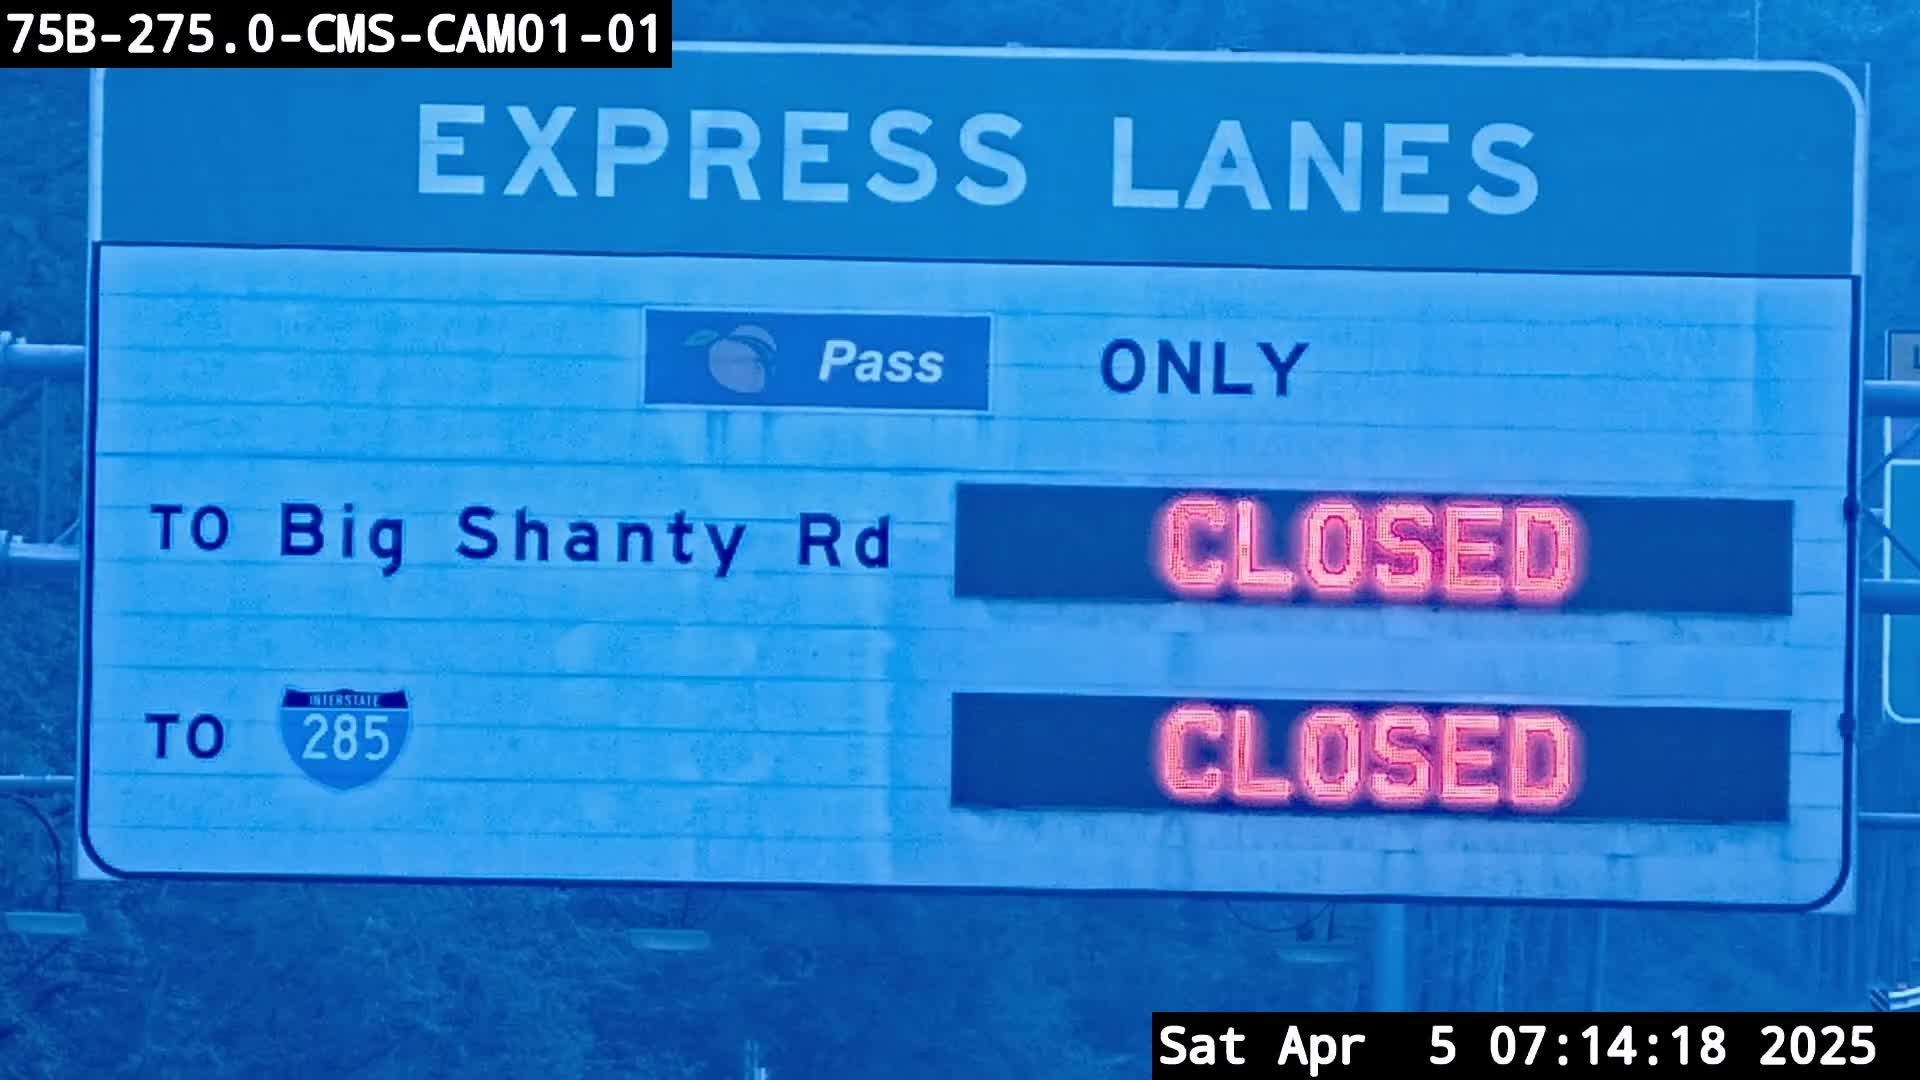 75B-275.0-CMS-CAM01-01
EXPRESS LANES
Pass ONLY
TO Big Shanty Rd CLOSED
TO INTERSTATE 285 CLOSED
Sat Apr 5 07:14:18 2025